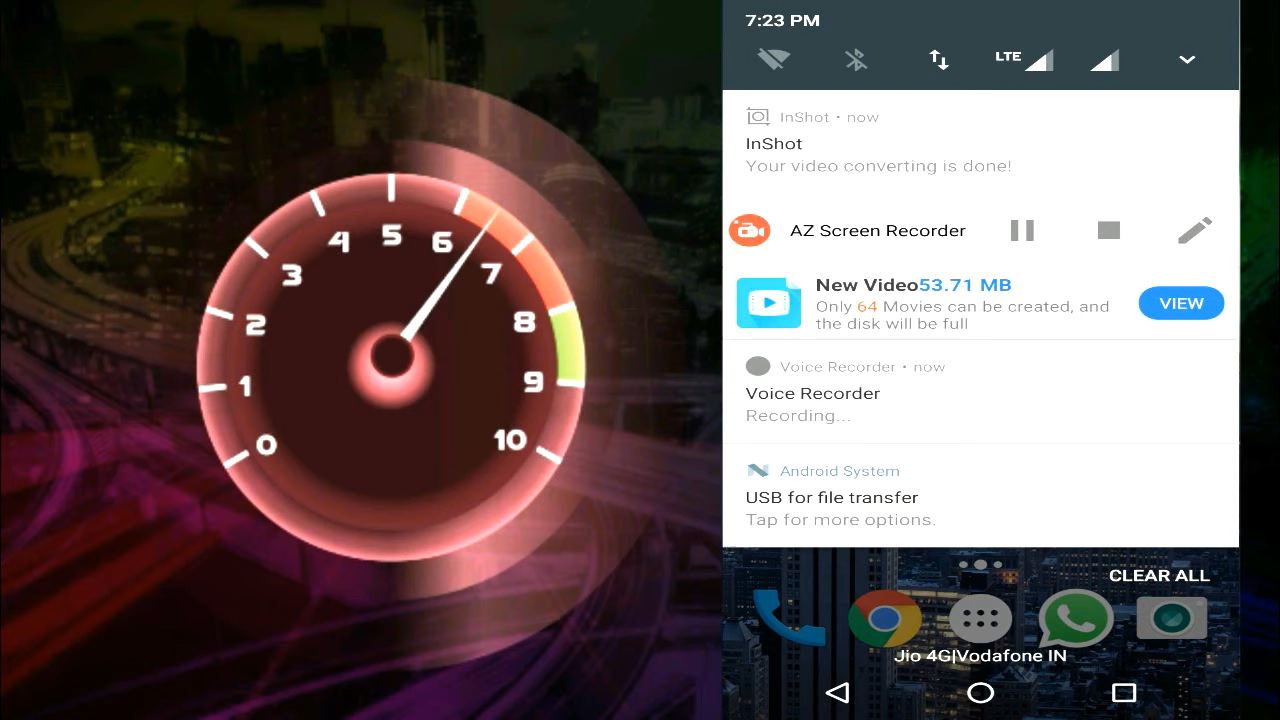 0
1
2
3
4
5
6
7
8
9
10
7:23 PM
LTE
InShot • now
InShot
Your video converting is done!
AZ Screen Recorder
New Video53.71 MB
Only 64 Movies can be created, and
the disk will be full
VIEW
Voice Recorder • now
Voice Recorder
Recording...
Android System
USB for file transfer
Tap for more options.
CLEAR ALL
Jio 4G|Vodafone IN